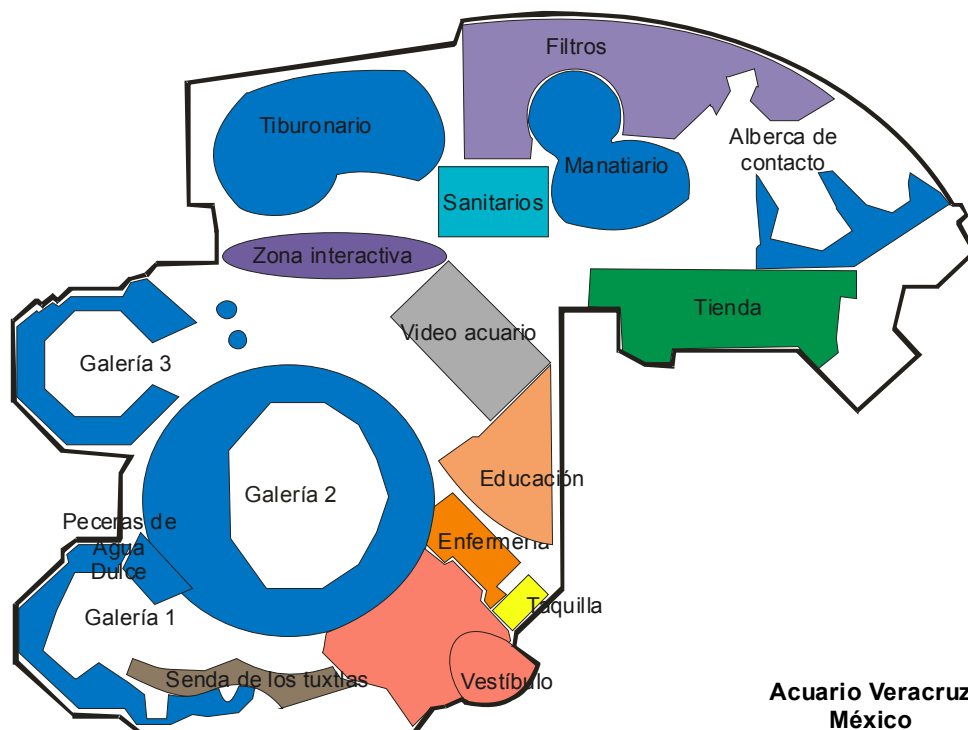 Filtros
Tiburonario
Alberca de
contacto
Manatiario
Sanitarios
Zona interactiva
Tienda
Video acuario
Galería 3
Educación
Galería 2
Peceras de
Agua
Dulce
Enfermería
Taquilla
Galería 1
Senda de los tuxtlas
Vestíbulo
Acuario Veracruz
México